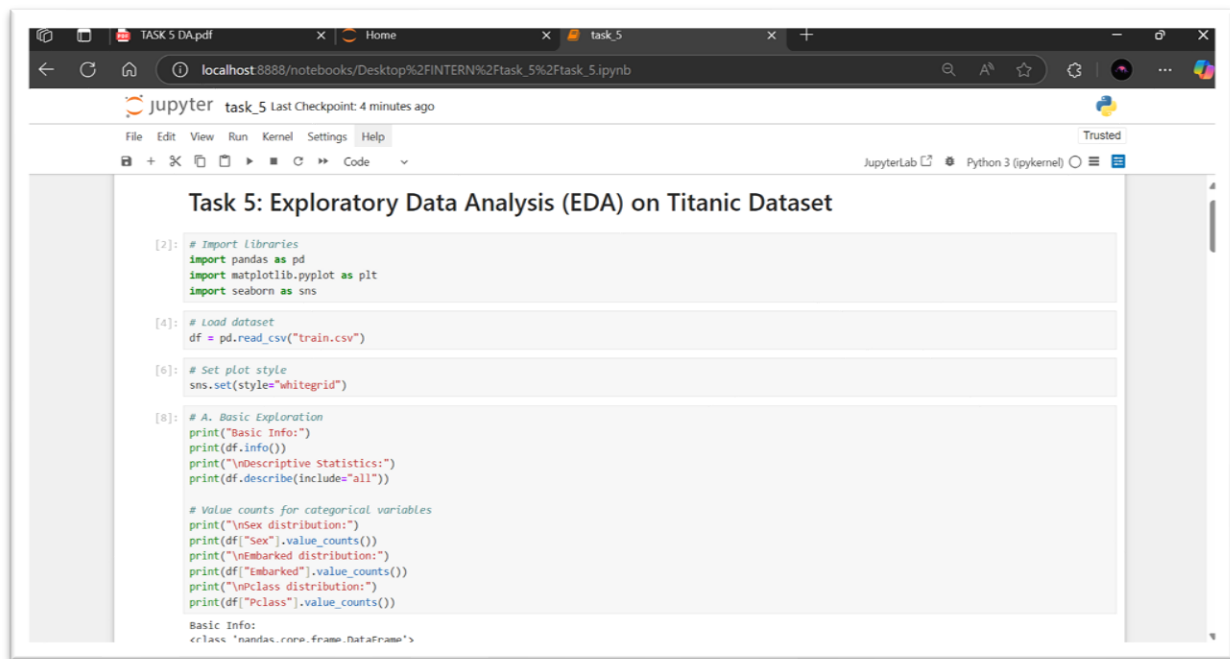 TASK 5 DA.pdf
Home
task_5
localhost:8888/notebooks/Desktop%2FINTERN%2Ftask_5%2Ftask_5.ipynb
jupyter task_5 Last Checkpoint: 4 minutes ago
File Edit View Run Kernel Settings Help
Trusted
Code
JupyterLab
Python 3 (ipykernel)
Task 5: Exploratory Data Analysis (EDA) on Titanic Dataset
[2]: # Import libraries
import pandas as pd
import matplotlib.pyplot as plt
import seaborn as sns
[4]: # Load dataset
df = pd.read_csv("train.csv")
[6]: # Set plot style
sns.set(style="whitegrid")
[8]: # A. Basic Exploration
print("Basic Info:")
print(df.info())
print("\nDescriptive Statistics:")
print(df.describe(include="all"))
# Value counts for categorical variables
print("\nSex distribution:")
print(df["Sex"].value_counts())
print("\nEmbarked distribution:")
print(df["Embarked"].value_counts())
print("\nPclass distribution:")
print(df["Pclass"].value_counts())
Basic Info:
<class 'pandas.core.frame.DataFrame'>